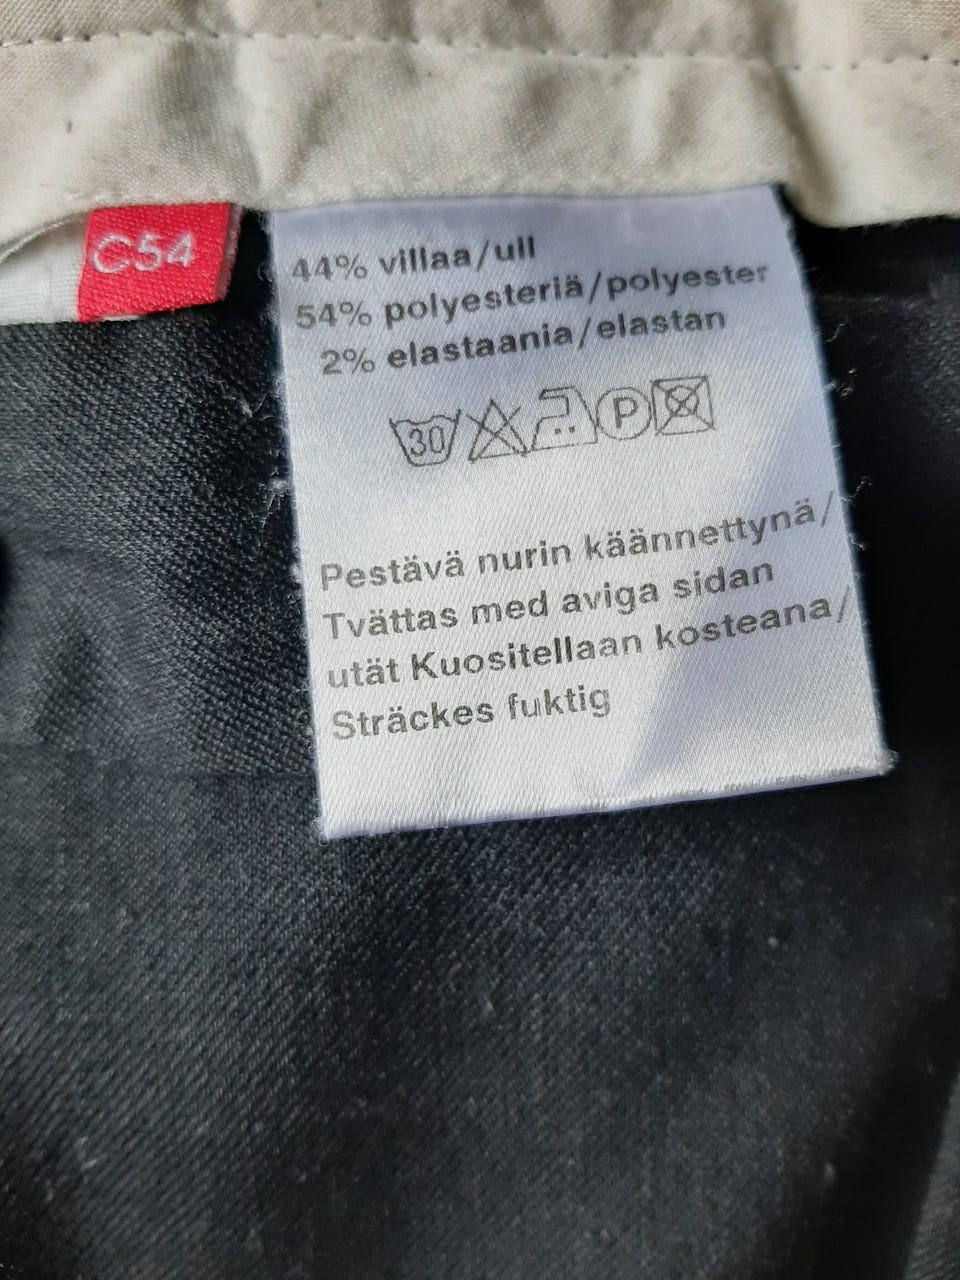 C54
44% villaa/ull
54% polyesteriä/polyester
2% elastaania/elastan
30 P
Pestävä nurin käännettynä/
Tvättas med aviga sidan
utät Kuositellaan kosteana/
Sträckes fuktig